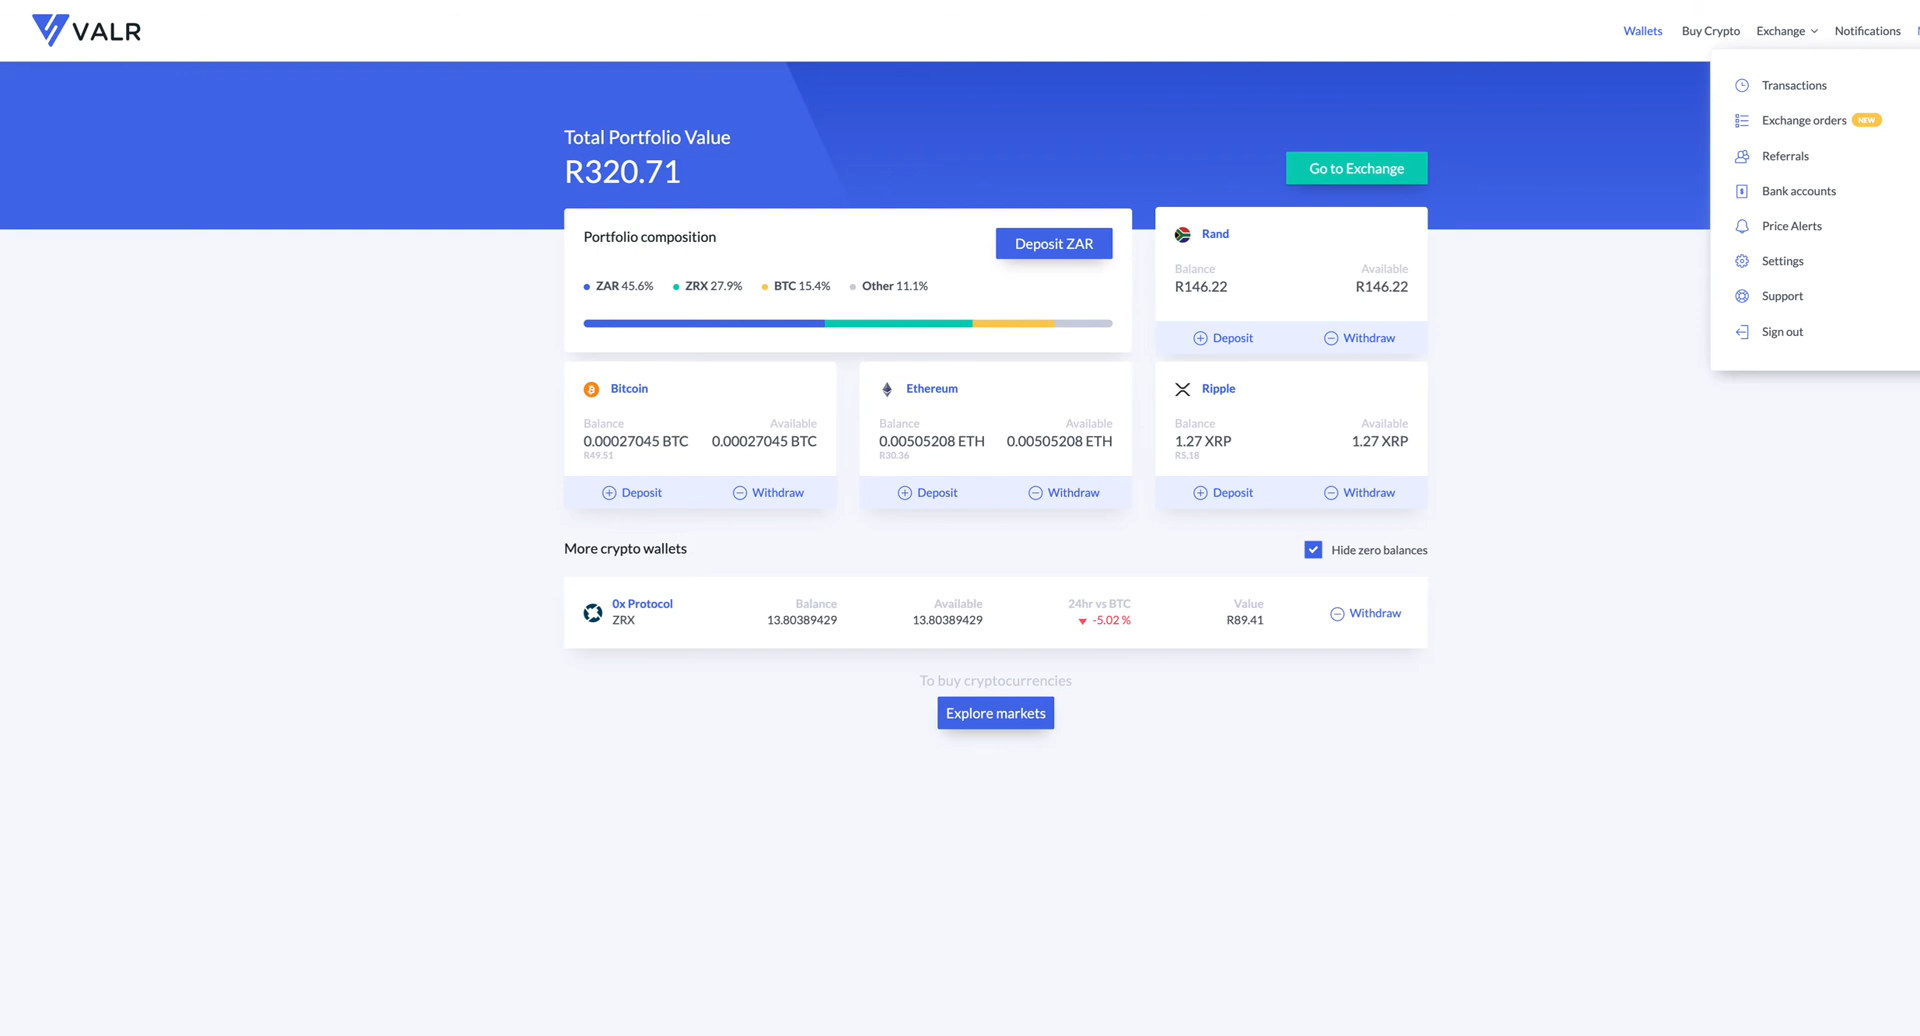 VALR
Wallets Buy Crypto Exchange Notifications
Transactions
Exchange orders NEW
Referrals
Bank accounts
Price Alerts
Settings
Support
Sign out
Total Portfolio Value
R320.71
Go to Exchange
Portfolio composition
Deposit ZAR
ZAR 45.6% ZRX 27.9% BTC 15.4% Other 11.1%
Rand
Balance Available
R146.22 R146.22
Deposit Withdraw
Bitcoin
Balance Available
0.00027045 BTC 0.00027045 BTC
R49.51
Deposit Withdraw
Ethereum
Balance Available
0.00505208 ETH 0.00505208 ETH
R30.36
Deposit Withdraw
Ripple
Balance Available
1.27 XRP 1.27 XRP
R5.18
Deposit Withdraw
More crypto wallets
Hide zero balances
0x Protocol Balance Available 24hr vs BTC Value
ZRX 13.80389429 13.80389429 -5.02 % R89.41
Withdraw
To buy cryptocurrencies
Explore markets